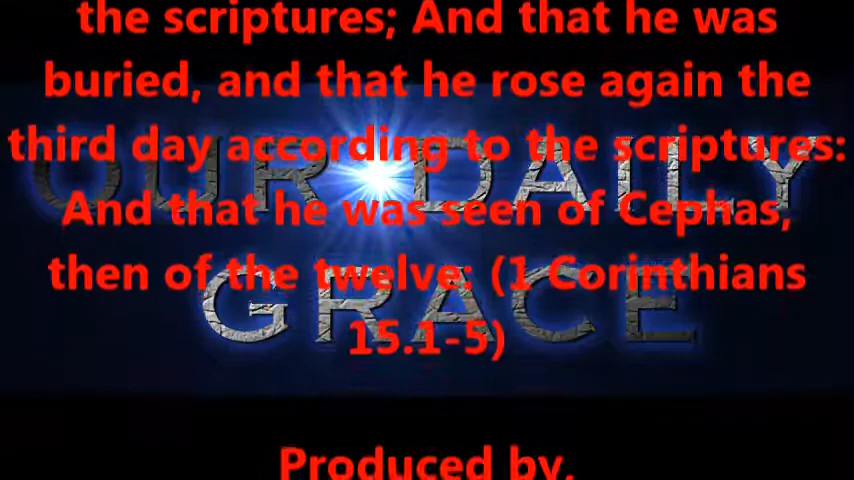 the scriptures; And that he was
buried, and that he rose again the
third day according to the scriptures:
OUR DAILY
And that he was seen of Cephas,
then of the twelve: (1 Corinthians
GRACE
15.1-5)
Produced by.